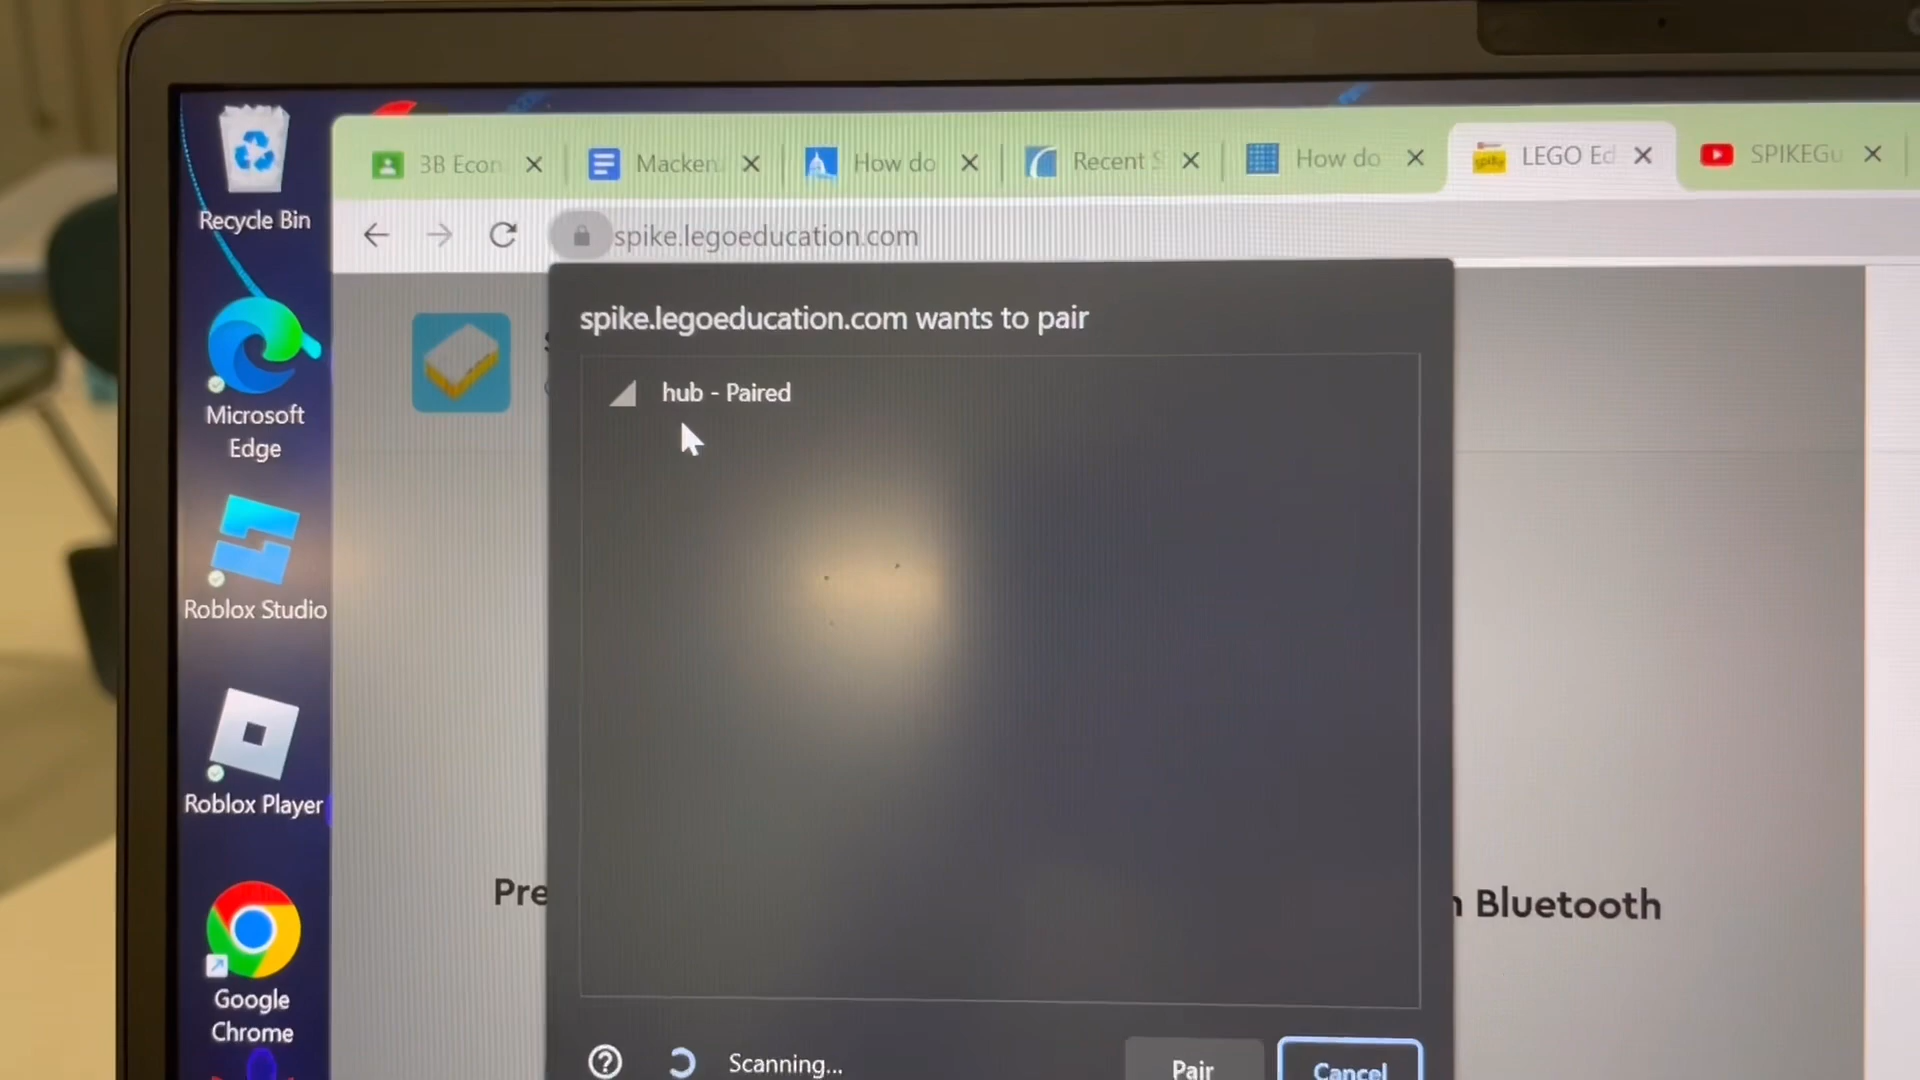 3B Econ
Macken
How do
Recent S
How do
LEGO Ed
SPIKEGu
spike.legoeducation.com
Recycle Bin
Microsoft
Edge
Roblox Studio
Roblox Player
Google
Chrome
spike.legoeducation.com wants to pair
hub - Paired
Pre
Bluetooth
Scanning...
Pair
Cancel